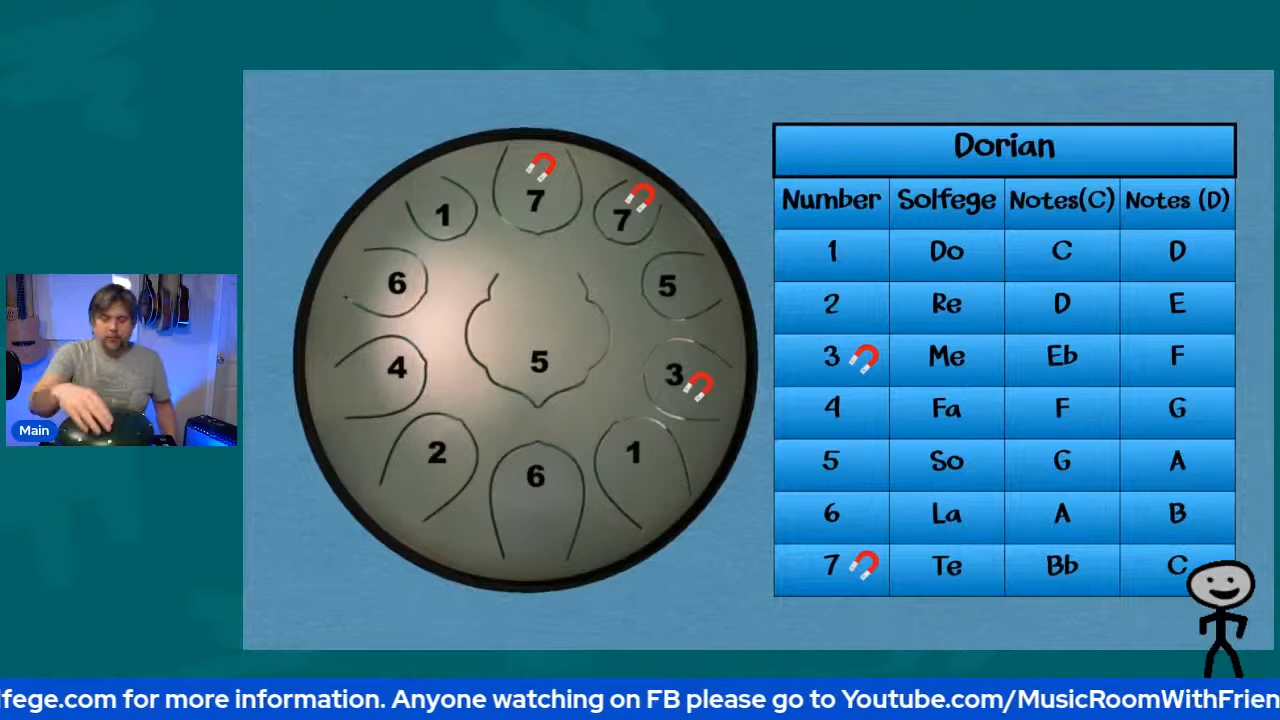 Dorian
Number Solfege Notes(C) Notes (D)
1 Do C D
2 Re D E
3 Me Eb F
4 Fa F G
5 So G A
6 La A B
7 Te Bb C
7
1 7
6 5
5
4 3
2 1
6
Main
lfege.com for more information. Anyone watching on FB please go to Youtube.com/MusicRoomWithFrien